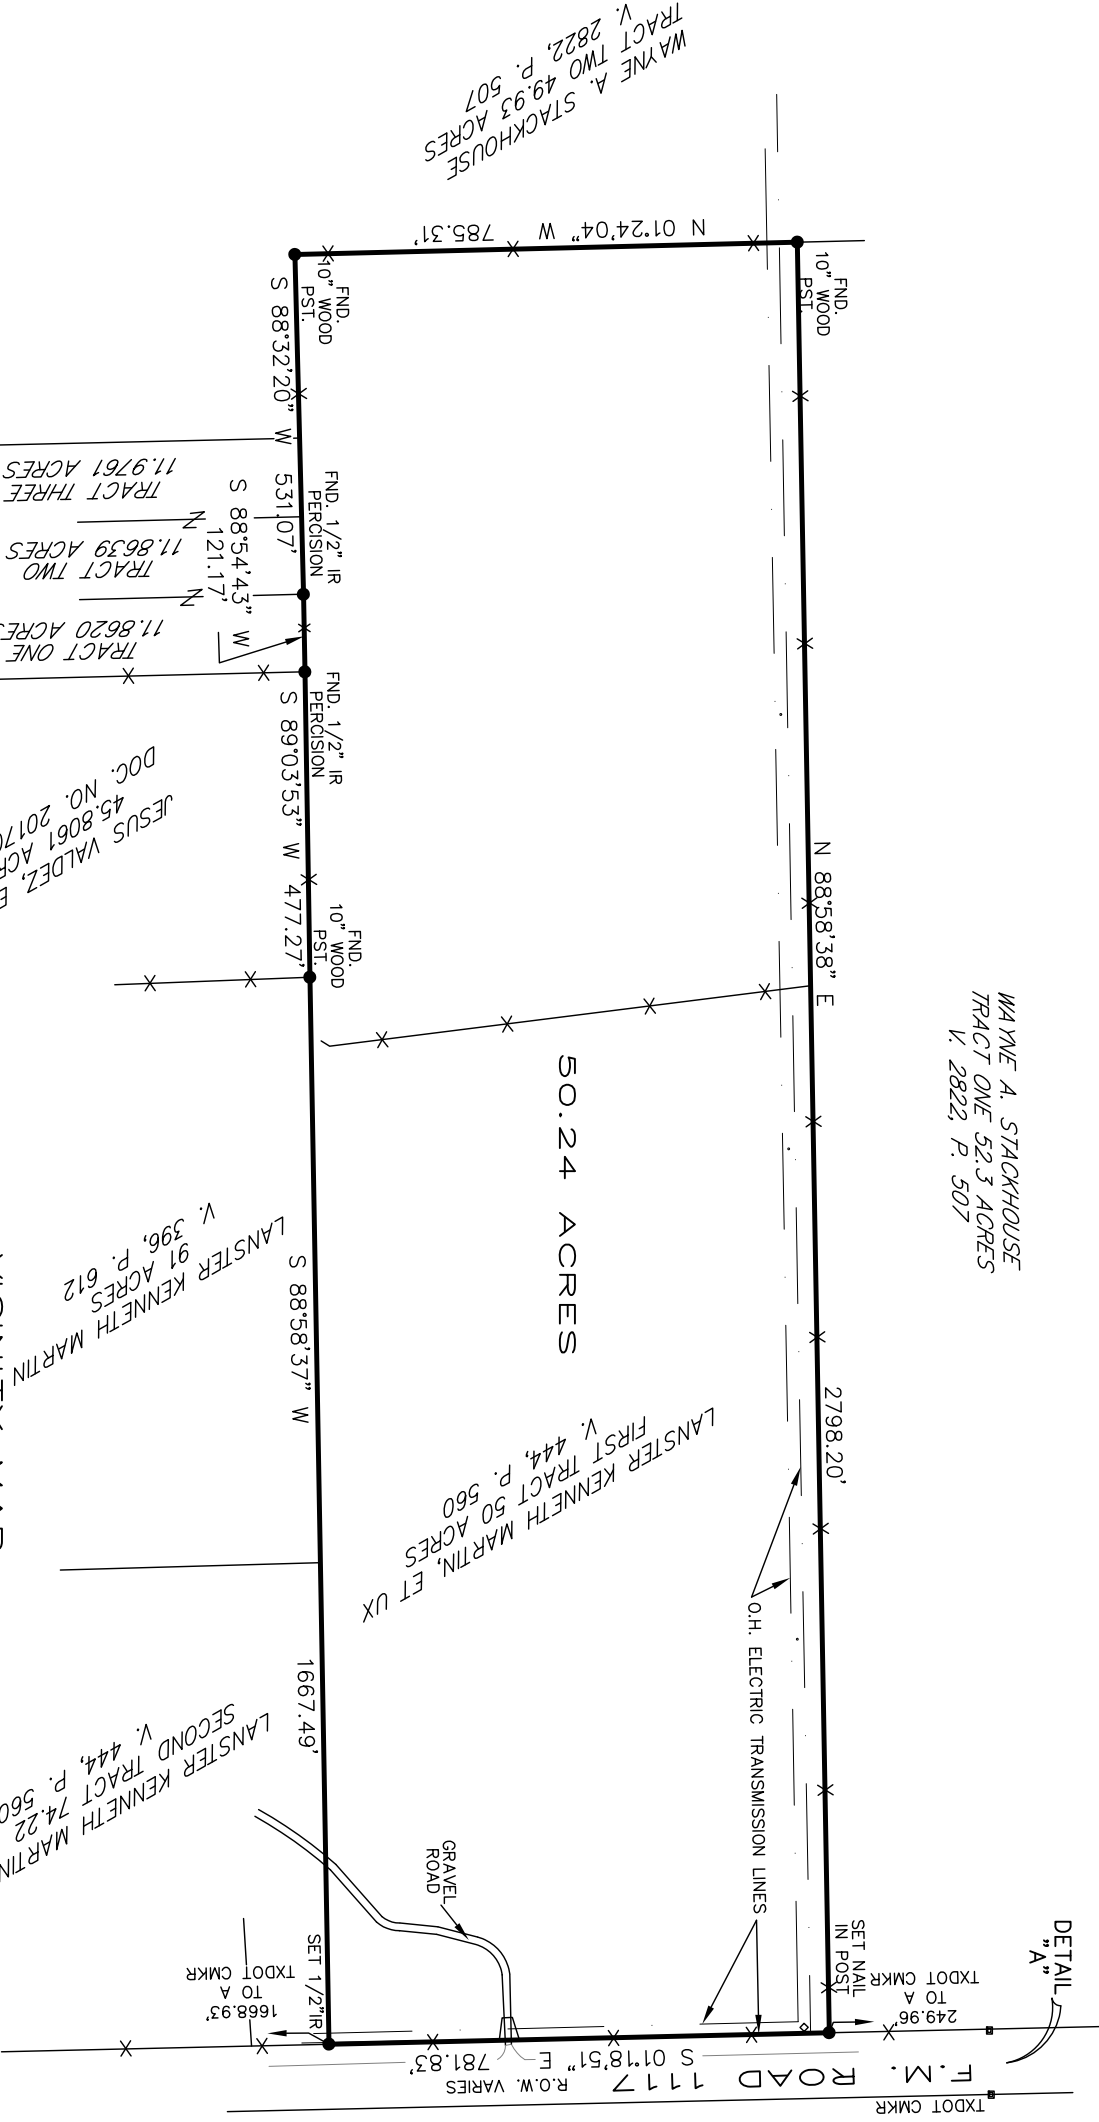 WAYNE A. STACKHOUSE
TRACT TWO 49.93 ACRES
V. 2822, P. 507
N 01°24'04" W 785.31'
FND.
10" WOOD
PST.
FND.
10" WOOD
PST.
S 88°32'20" W 531.07'
TRACT THREE
11.9761 ACRES
TRACT TWO
11.8639 ACRES
TRACT ONE
11.8620
S 88°54'43" W
121.17'
FND. 1/2" IR
PERCISION
FND. 1/2" IR
PERCISION
S 89°03'53" W 477.27'
JESUS VALDEZ,
45.8061
DOC. NO.
FND.
10" WOOD
PST.
N 88°58'38" E 2798.20'
WAYNE A. STACKHOUSE
TRACT ONE 52.3 ACRES
V. 2822, P. 507
50.24 ACRES
LANSTER KENNETH MARTIN
91 ACRES
V. 396, P. 612
S 88°58'37" W 1667.49'
LANSTER KENNETH MARTIN, ET UX
FIRST TRACT 50 ACRES
V. 444, P. 560
LANSTER KENNETH MARTIN
SECOND TRACT 74.22
V. 444, P. 560
O.H. ELECTRIC TRANSMISSION LINES
GRAVEL
ROAD
SET 1/2"IR
1668.93'
TO A
TXDOT CMKR
SET NAIL
IN POST
249.96'
TO A
TXDOT CMKR
DETAIL
"A"
S 01°18'51" E 781.83'
R.O.W. VARIES
F.M. ROAD 1117
TXDOT CMKR